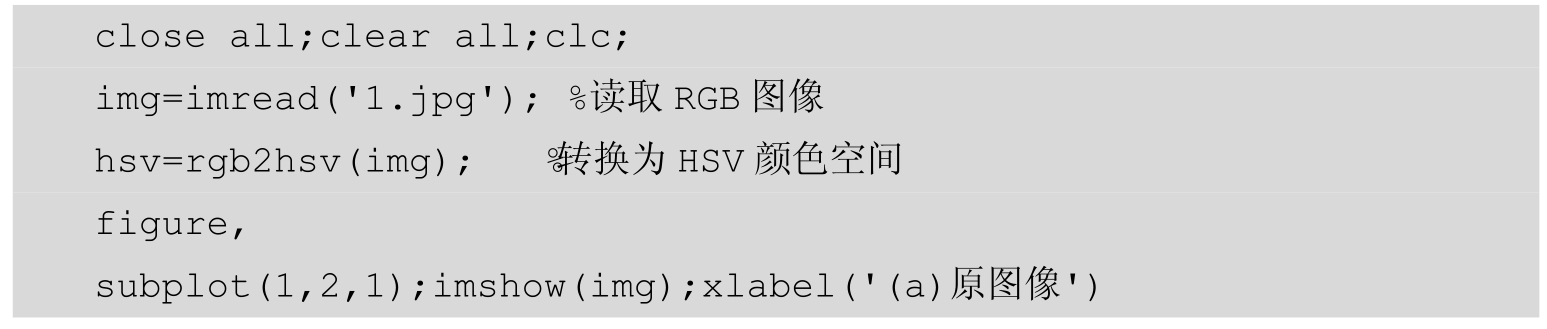 close all;clear all;clc;
img=imread('1.jpg'); %读取 RGB 图像
hsv=rgb2hsv(img); %转换为 HSV 颜色空间
figure,
subplot(1,2,1);imshow(img);xlabel('(a)原图像')